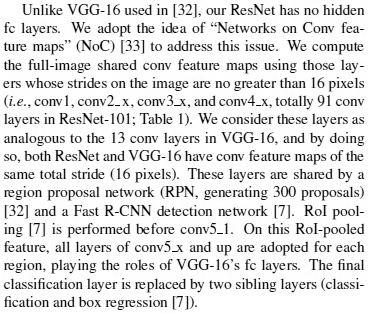 Unlike VGG-16 used in [32], our ResNet has no hidden
fc layers. We adopt the idea of “Networks on Conv fea-
ture maps” (NoC) [33] to address this issue. We compute
the full-image shared conv feature maps using those lay-
ers whose strides on the image are no greater than 16 pixels
(i.e., conv1, conv2_x, conv3_x, and conv4_x, totally 91 conv
layers in ResNet-101; Table 1). We consider these layers as
analogous to the 13 conv layers in VGG-16, and by doing
so, both ResNet and VGG-16 have conv feature maps of the
same total stride (16 pixels). These layers are shared by a
region proposal network (RPN, generating 300 proposals)
[32] and a Fast R-CNN detection network [7]. RoI pool-
ing [7] is performed before conv5_1. On this RoI-pooled
feature, all layers of conv5_x and up are adopted for each
region, playing the roles of VGG-16’s fc layers. The final
classification layer is replaced by two sibling layers (classi-
fication and box regression [7]).